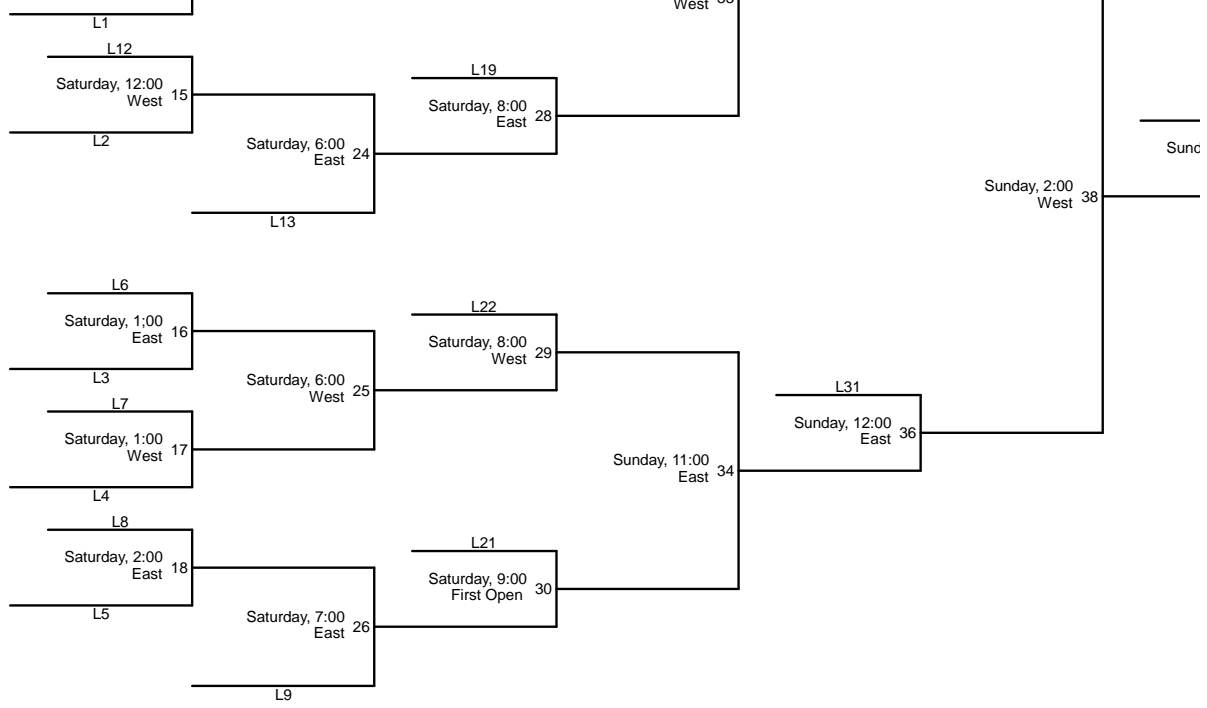 L1
West
L12
Saturday, 12:00
West 15
L2
L19
Saturday, 8:00
East 28
Saturday, 6:00
East 24
L13
Sunday, 2:00
West 38
Sund
L6
Saturday, 1;00
East 16
L3
L22
Saturday, 8:00
West 29
Saturday, 6:00
West 25
L7
Saturday, 1:00
West 17
L4
L31
Sunday, 12:00
East 36
Sunday, 11:00
East 34
L8
Saturday, 2:00
East 18
L5
L21
Saturday, 9:00
First Open 30
Saturday, 7:00
East 26
L9